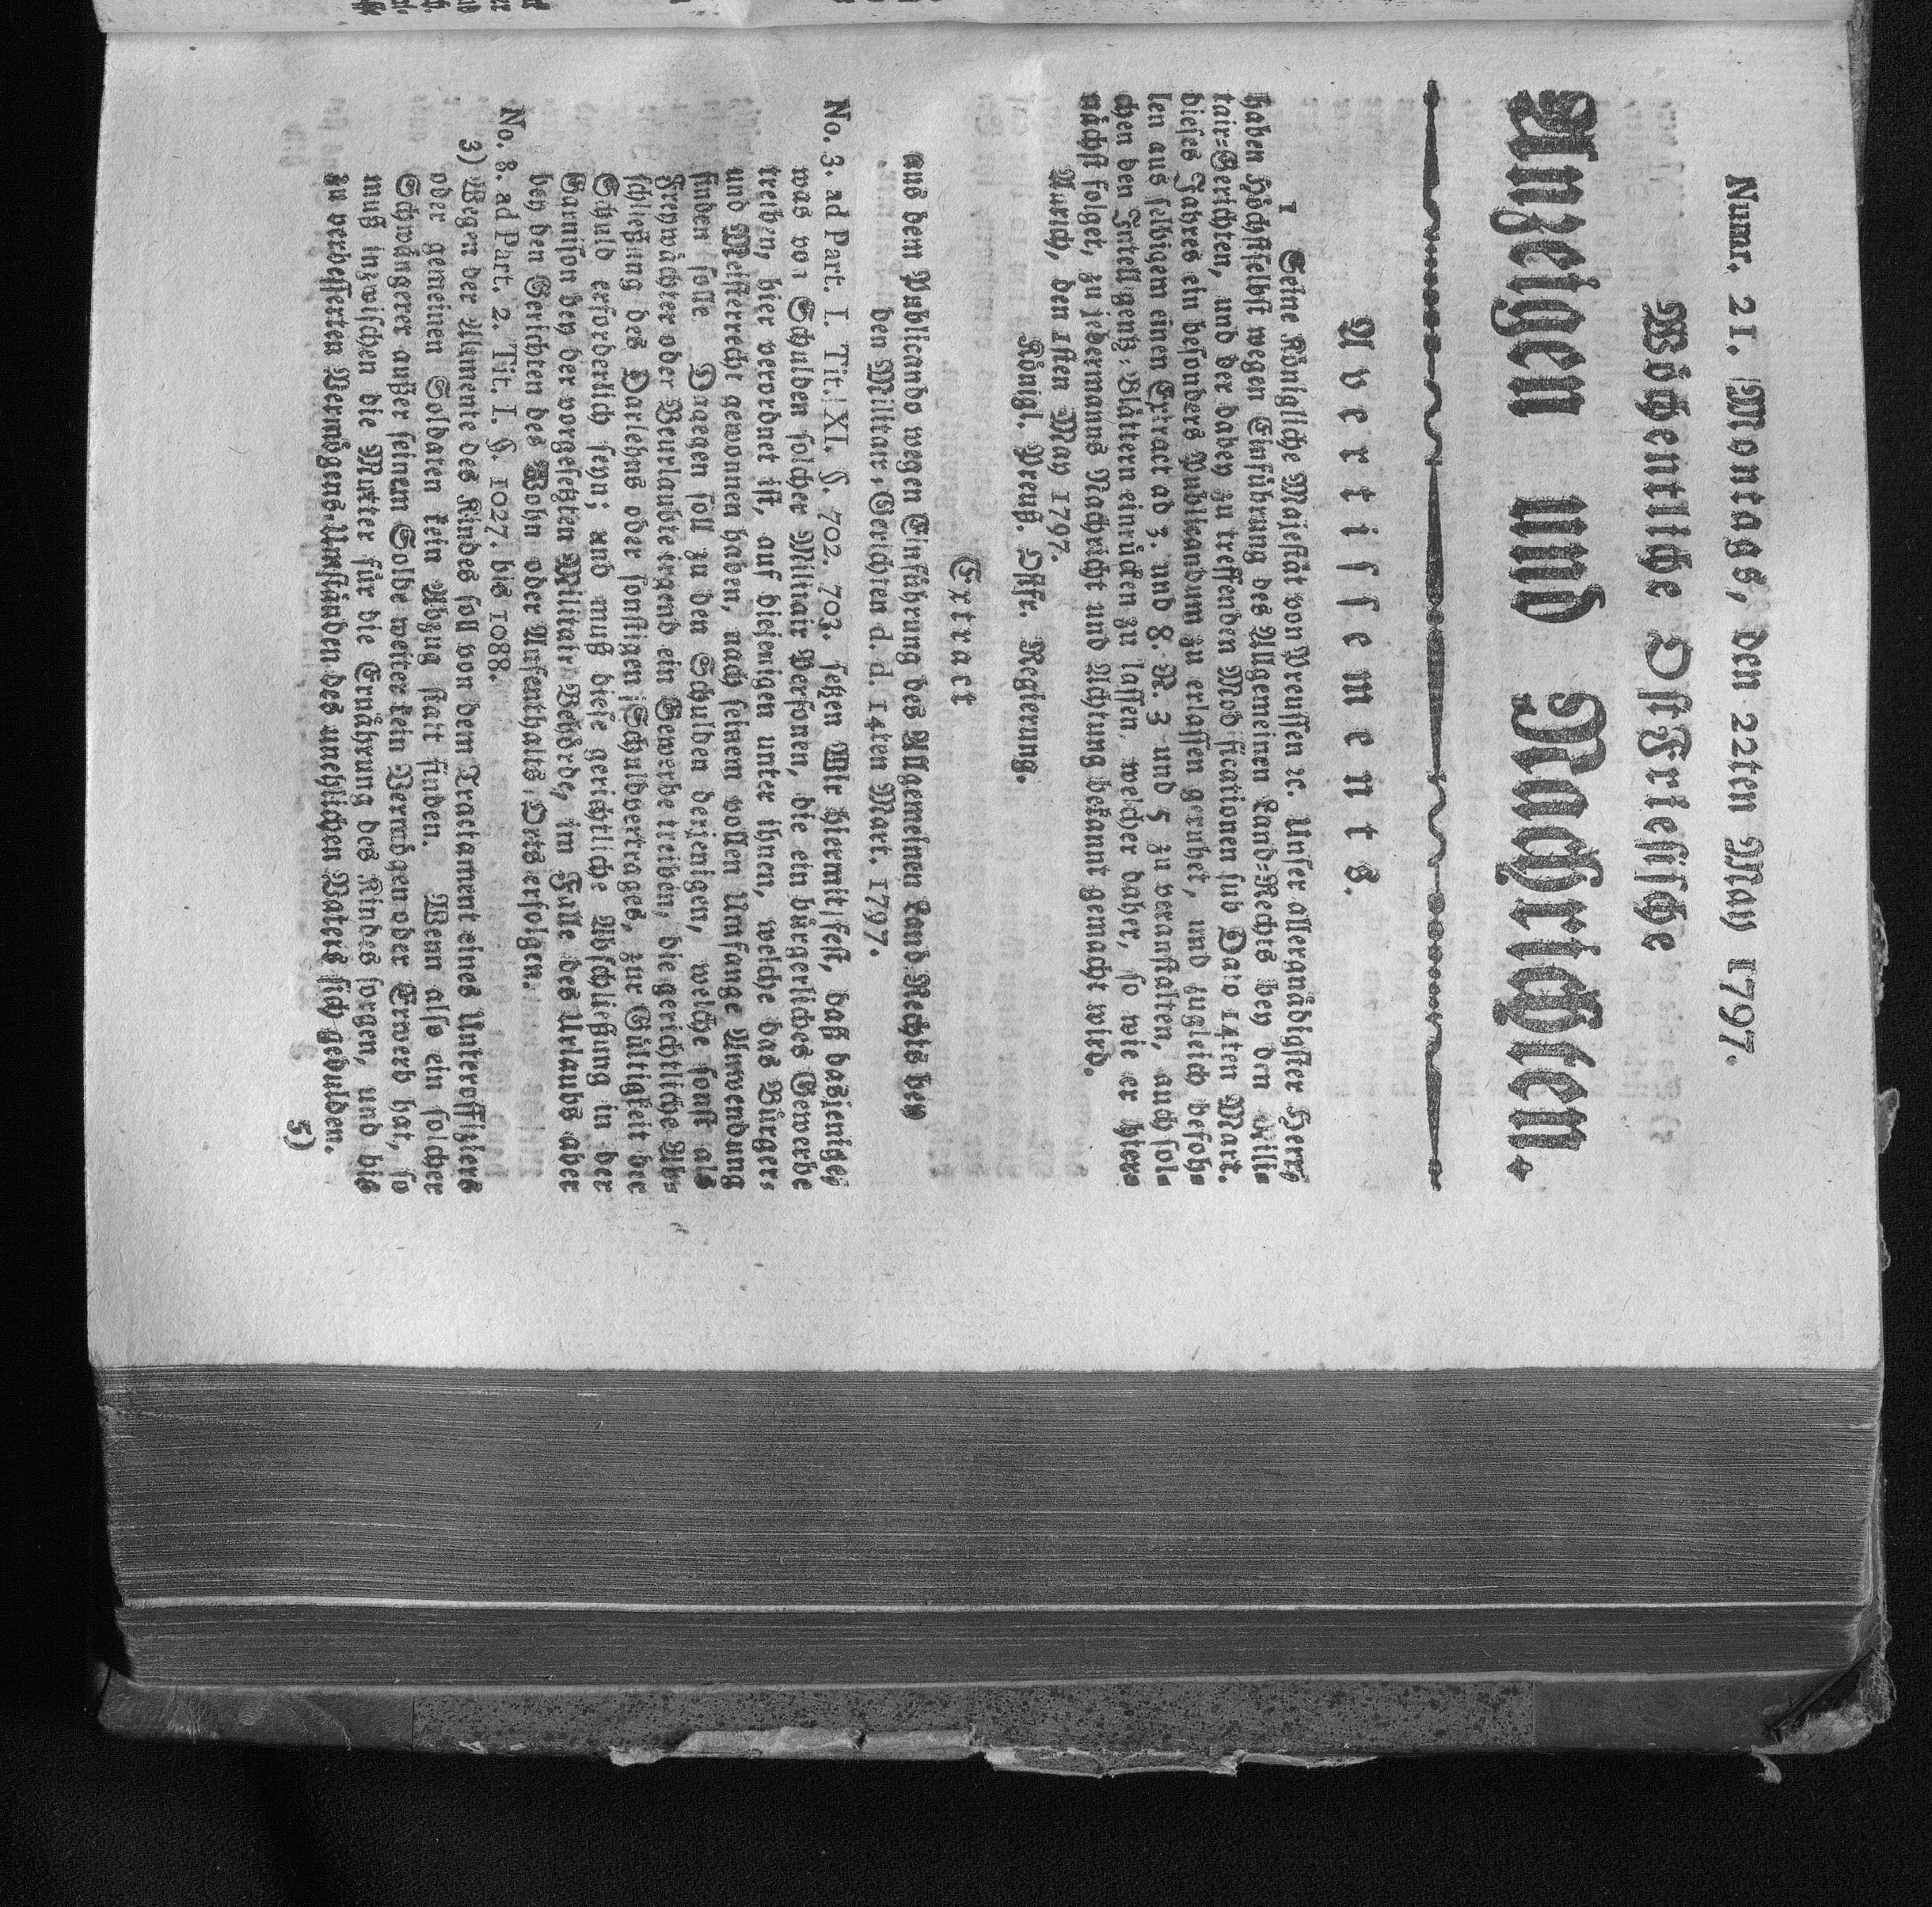 Numr. 21. Montags, den 22ten May 1797.
Wöchentliche OstFriesische
Anzeigen und Nachrichten.
Avertissements.
1 Seine Königliche Majestät von Preussen ꝛc. Unser allergnädigster Herr,
haben Höchstselbst wegen Einführung des Allgemeinen Land-Rechts bey den Mili-
tair-Gerichten, und der dabey zu treffenden Modificationen sub Dato 14ten Mart.
dieses Jahres ein besonders Publicandum zu erlassen geruhet, und zugleich befoh-
len aus selbigem einen Extract ad 3. und 8. N. 3 und 5 zu veranstalten, auch sol-
chen den Intelligenz-Blättern einrücken zu lassen, welcher daher, so wie er hier-
nächst folget, zu jedermanns Nachricht und Achtung bekannt gemacht wird.
Aurich, den 1sten May 1797.
Königl. Preuß. Ostfr. Regierung.
Extract
aus dem Publicando wegen Einführung des Allgemeinen Land-Rechts bey
den Militair-Gerichten d. d. 14ten Mart. 1797.
No. 3. ad Part. I. Tit. XI. §. 702. 703. setzen Wir hiermit fest, daß dasjenige,
was von Schulden solcher Militair-Personen, die ein bürgerliches Gewerbe
treiben, hier verordnet ist, auf diejenigen unter ihnen, welche das Bürger-
und Meisterrecht gewonnen haben, nach seinem vollen Umfange Anwendung
finden solle. Dagegen soll zu den Schulden derjenigen, welche sonst als
Freywächter oder Beurlaubte irgend ein Gewerbe treiben, die gerichtliche Ab-
schließung des Darlehns oder sonstigen Schuldvertrages, zur Gültigkeit der
Schuld erforderlich seyn; und muß diese gerichtliche Abschließung in der
Garnison bey der vorgesetzten Militair-Behörde, im Falle des Urlaubs aber
bey den Gerichten des Wohn- oder Aufenthalts-Orts erfolgen.
No. 8. ad Part. 2. Tit. I. §. 1027. bis 1088.
3) Wegen der Alimente des Kindes soll von dem Tractament eines Unterofficiers
oder gemeinen Soldaten kein Abzug statt finden. Wenn also ein solcher
Schwängerer außer seinem Solde weiter kein Vermögen oder Erwerb hat, so
muß inzwischen die Mutter für die Ernährung des Kindes sorgen, und bis
zu verbesserten Vermögens-Umständen des unehlichen Vaters sich gedulden.
5)